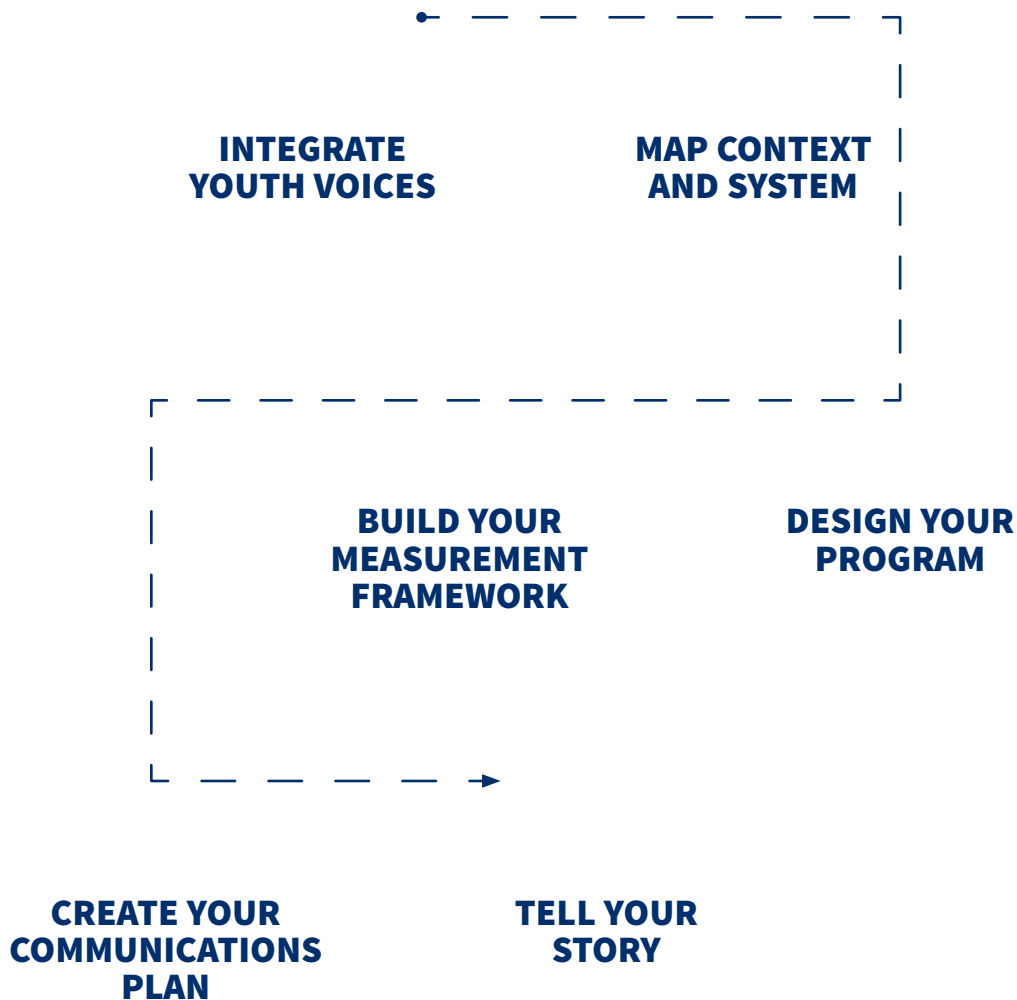 INTEGRATE
YOUTH VOICES
MAP CONTEXT
AND SYSTEM
BUILD YOUR
MEASUREMENT
FRAMEWORK
DESIGN YOUR
PROGRAM
CREATE YOUR
COMMUNICATIONS
PLAN
TELL YOUR
STORY